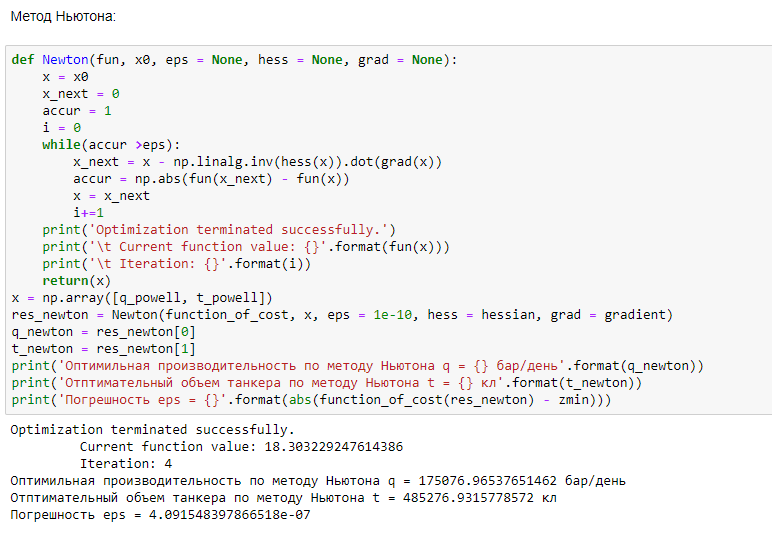 Метод Ньютона:
def Newton(fun, x0, eps = None, hess = None, grad = None):
    x = x0
    x_next = 0
    accur = 1
    i = 0
    while(accur >eps):
        x_next = x - np.linalg.inv(hess(x)).dot(grad(x))
        accur = np.abs(fun(x_next) - fun(x))
        x = x_next
        i+=1
    print('Optimization terminated successfully.')
    print('\t Current function value: {}'.format(fun(x)))
    print('\t Iteration: {}'.format(i))
    return(x)
x = np.array([q_powell, t_powell])
res_newton = Newton(function_of_cost, x, eps = 1e-10, hess = hessian, grad = gradient)
q_newton = res_newton[0]
t_newton = res_newton[1]
print('Оптимильная производительность по методу Ньютона q = {} бар/день'.format(q_newton))
print('Отптимательный объем танкера по методу Ньютона t = {} кл'.format(t_newton))
print('Погрешность eps = {}'.format(abs(function_of_cost(res_newton) - zmin)))
Optimization terminated successfully.
         Current function value: 18.303229247614386
         Iteration: 4
Оптимильная производительность по методу Ньютона q = 175076.96537651462 бар/день
Отптимательный объем танкера по методу Ньютона t = 485276.9315778572 кл
Погрешность eps = 4.091548397866518e-07